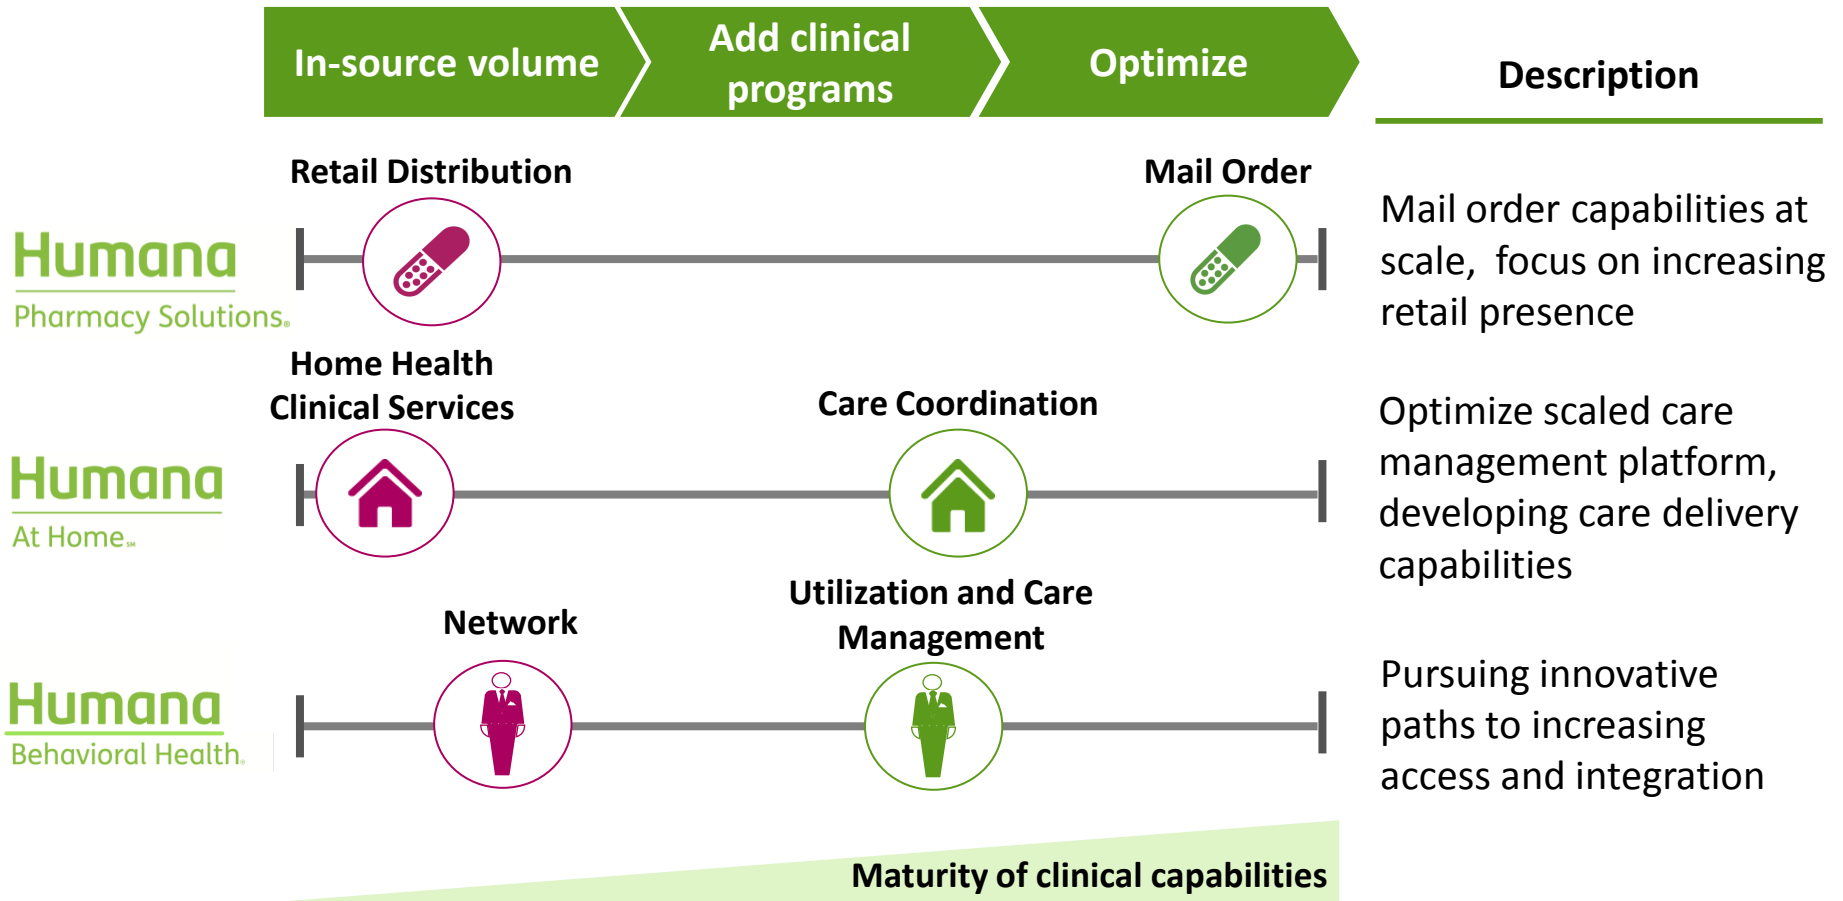 In-source volume
Add clinical
programs
Optimize
Description
Retail Distribution
Mail Order
Humana
Pharmacy Solutions®
Mail order capabilities at
scale, focus on increasing
retail presence
Home Health
Clinical Services
Care Coordination
Humana
At Home℠
Optimize scaled care
management platform,
developing care delivery
capabilities
Network
Utilization and Care
Management
Humana
Behavioral Health®
Pursuing innovative
paths to increasing
access and integration
Maturity of clinical capabilities